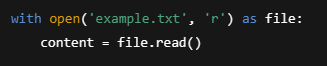 with open('example.txt', 'r') as file:
    content = file.read()